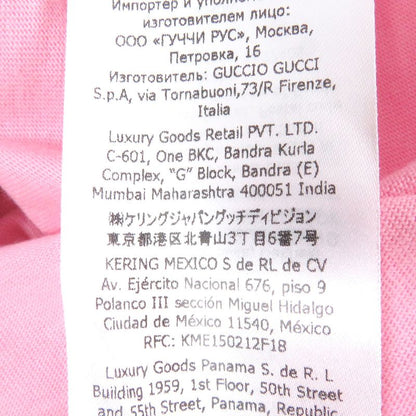 Импортер и уполном
изготовителем лицо:
ООО «ГУЧЧИ РУС», Москва,
Петровка, 16
Изготовитель: GUCCIO GUCCI
S.p.A, via Tornabuoni,73/R Firenze,
Italia
Luxury Goods Retail PVT. LTD.
C-601, One BKC, Bandra Kurla
Complex, “G” Block, Bandra (E)
Mumbai Maharashtra 400051 India
㈱ケリングジャパングッチディビジョン
東京都港区北青山3丁目6番7号
KERING MEXICO S de RL de CV
Av. Ejército Nacional 676, piso 9
Polanco III sección Miguel Hidalgo
Ciudad de México 11540, México
RFC: KME150212F18
Luxury Goods Panama S. de R. L
Building 1959, 1st Floor, 50th Street
and 55th Street, Panama, Republic